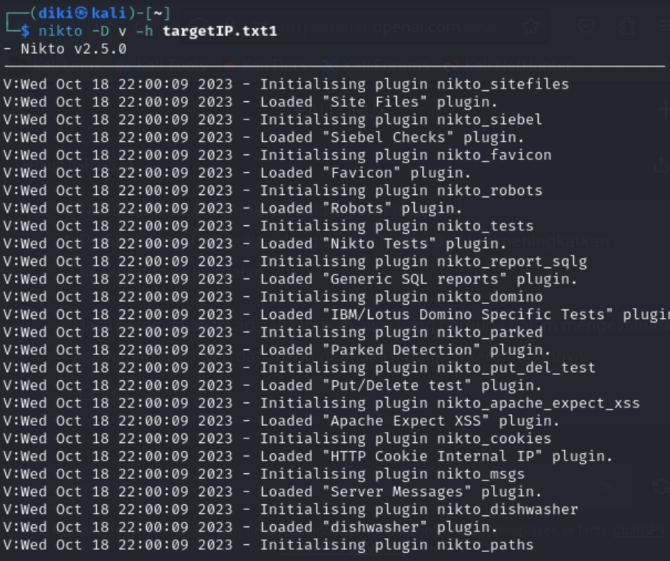 (diki㉿kali)-[~]
$ nikto -D v -h targetIP.txt1
- Nikto v2.5.0
V:Wed Oct 18 22:00:09 2023 - Initialising plugin nikto_sitefiles
V:Wed Oct 18 22:00:09 2023 - Loaded "Site Files" plugin.
V:Wed Oct 18 22:00:09 2023 - Initialising plugin nikto_siebel
V:Wed Oct 18 22:00:09 2023 - Loaded "Siebel Checks" plugin.
V:Wed Oct 18 22:00:09 2023 - Initialising plugin nikto_favicon
V:Wed Oct 18 22:00:09 2023 - Loaded "Favicon" plugin.
V:Wed Oct 18 22:00:09 2023 - Initialising plugin nikto_robots
V:Wed Oct 18 22:00:09 2023 - Loaded "Robots" plugin.
V:Wed Oct 18 22:00:09 2023 - Initialising plugin nikto_tests
V:Wed Oct 18 22:00:09 2023 - Loaded "Nikto Tests" plugin.
V:Wed Oct 18 22:00:09 2023 - Initialising plugin nikto_report_sqlg
V:Wed Oct 18 22:00:09 2023 - Loaded "Generic SQL reports" plugin.
V:Wed Oct 18 22:00:09 2023 - Initialising plugin nikto_domino
V:Wed Oct 18 22:00:09 2023 - Loaded "IBM/Lotus Domino Specific Tests" plugi
V:Wed Oct 18 22:00:09 2023 - Initialising plugin nikto_parked
V:Wed Oct 18 22:00:09 2023 - Loaded "Parked Detection" plugin.
V:Wed Oct 18 22:00:09 2023 - Initialising plugin nikto_put_del_test
V:Wed Oct 18 22:00:09 2023 - Loaded "Put/Delete test" plugin.
V:Wed Oct 18 22:00:09 2023 - Initialising plugin nikto_apache_expect_xss
V:Wed Oct 18 22:00:09 2023 - Loaded "Apache Expect XSS" plugin.
V:Wed Oct 18 22:00:09 2023 - Initialising plugin nikto_cookies
V:Wed Oct 18 22:00:09 2023 - Loaded "HTTP Cookie Internal IP" plugin.
V:Wed Oct 18 22:00:09 2023 - Initialising plugin nikto_msgs
V:Wed Oct 18 22:00:09 2023 - Loaded "Server Messages" plugin.
V:Wed Oct 18 22:00:09 2023 - Initialising plugin nikto_dishwasher
V:Wed Oct 18 22:00:09 2023 - Loaded "dishwasher" plugin.
V:Wed Oct 18 22:00:09 2023 - Initialising plugin nikto_paths